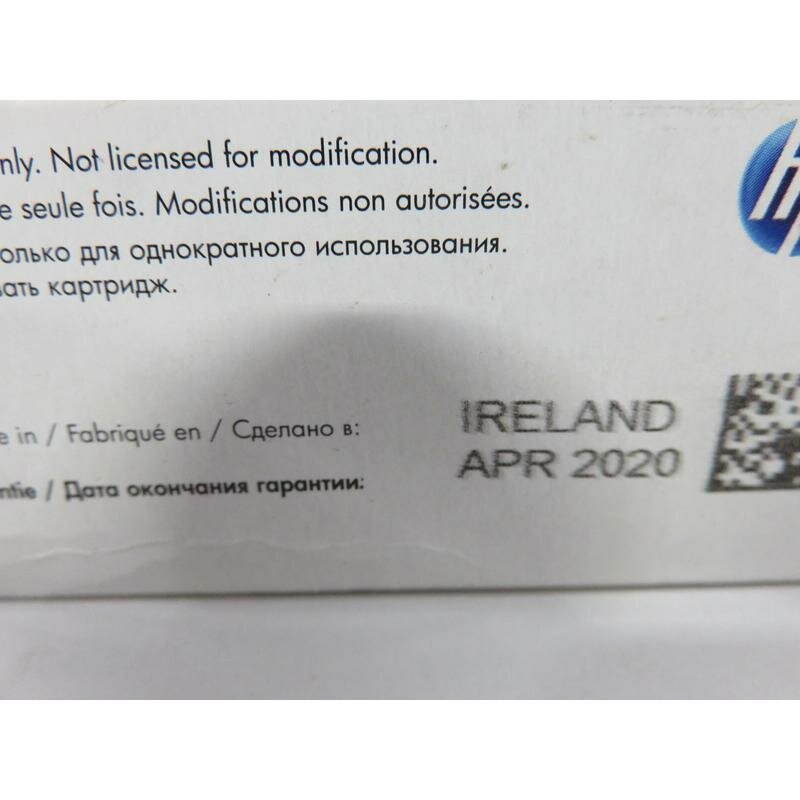 nly. Not licensed for modification.
e seule fois. Modifications non autorisées.
олько для однократного использования.
вать картридж.
e in / Fabriqué en / Сделано в: IRELAND
ntie / Дата окончания гарантии: APR 2020
hp